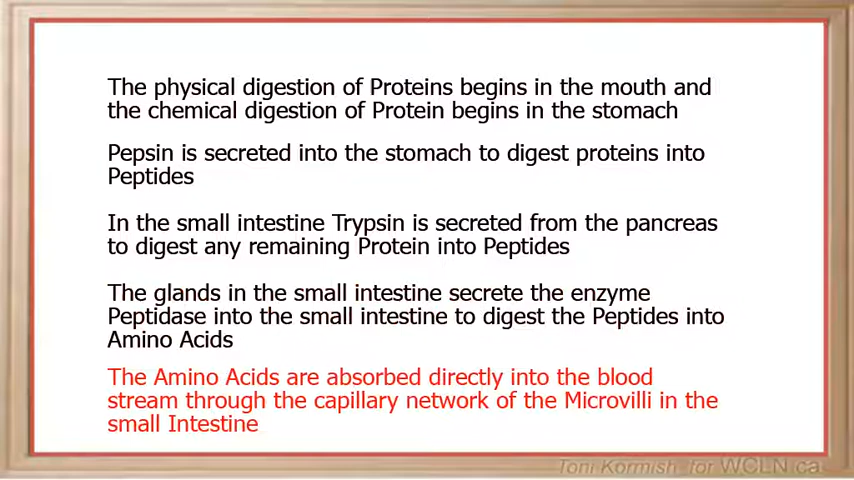 The physical digestion of Proteins begins in the mouth and
the chemical digestion of Protein begins in the stomach
Pepsin is secreted into the stomach to digest proteins into
Peptides
In the small intestine Trypsin is secreted from the pancreas
to digest any remaining Protein into Peptides
The glands in the small intestine secrete the enzyme
Peptidase into the small intestine to digest the Peptides into
Amino Acids
The Amino Acids are absorbed directly into the blood
stream through the capillary network of the Microvilli in the
small Intestine
Toni Kormish for WCLN.ca